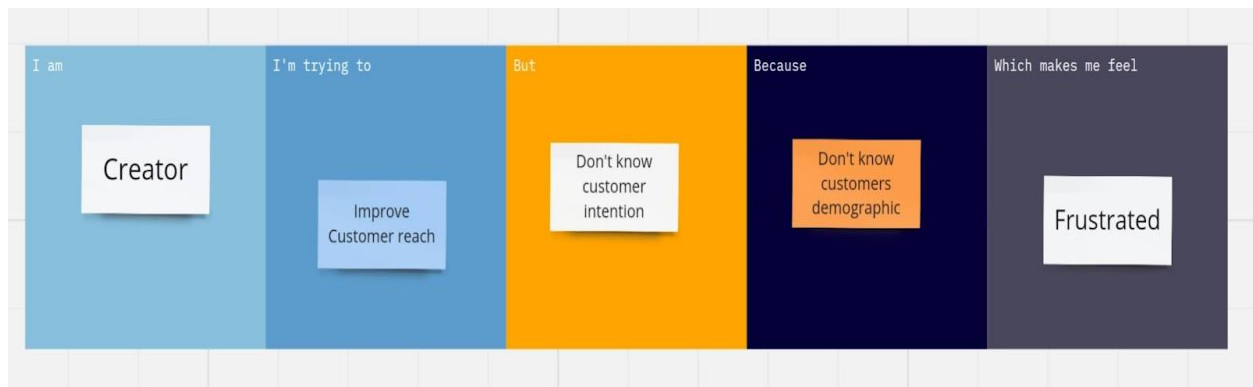 I am
I'm trying to
But
Because
Which makes me feel
Creator
Improve
Customer reach
Don't know
customer
intention
Don't know
customers
demographic
Frustrated